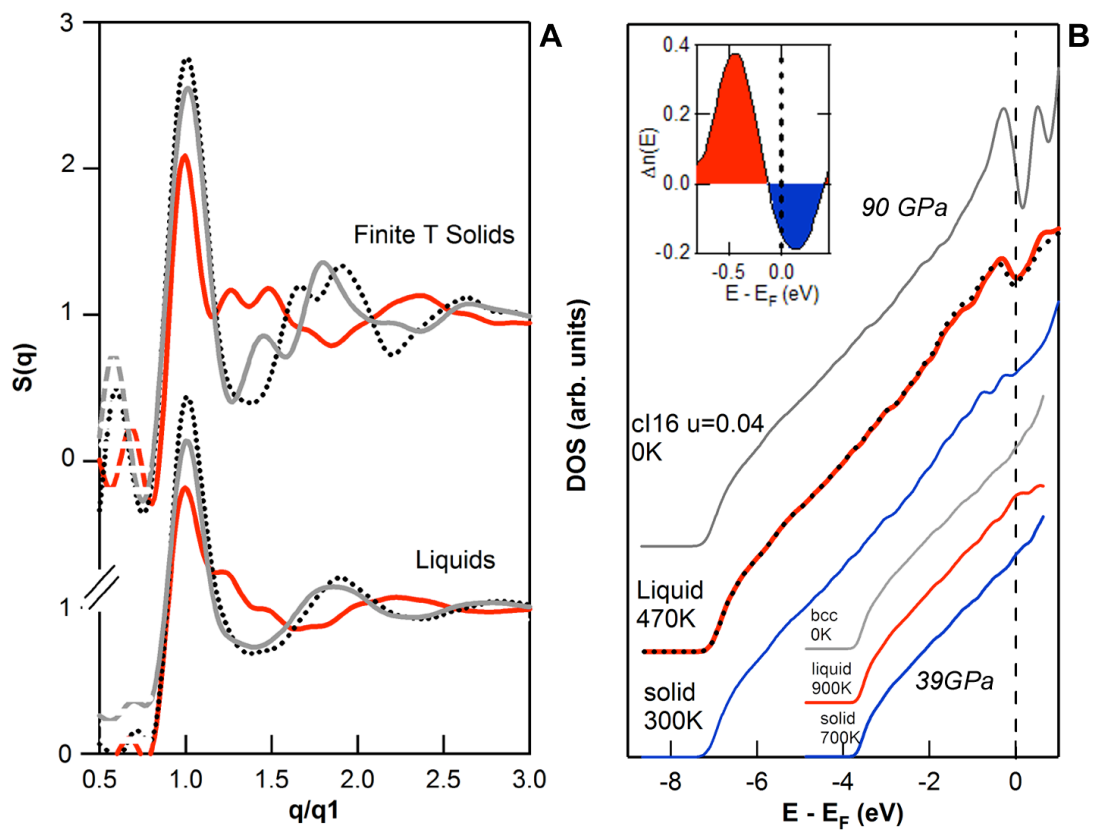 A
3
2
1
0
1
0
S(q)
Finite T Solids
Liquids
0.5
1.0
1.5
2.0
2.5
3.0
q/q1
B
0.4
0.2
0.0
-0.2
Δn(E)
-0.5
0.0
E - EF (eV)
90 GPa
cI16 u=0.04
0K
Liquid
470K
solid
300K
bcc
0K
liquid
900K
solid
700K
39GPa
DOS (arb. units)
-8
-6
-4
-2
0
E - EF (eV)